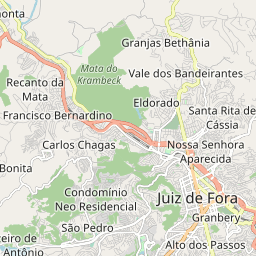 onta
Granjas Bethânia
Mata do
Krambeck
Vale dos Bandeirantes
Recanto da
Mata
Eldorado
Santa Rita de
Cássia
Francisco Bernardino
Carlos Chagas
Nossa Senhora
Aparecida
Bonita
Condomínio
Neo Residencial
Juiz de Fora
Granbery
São Pedro
eiro de
Antônio
Alto dos Passos